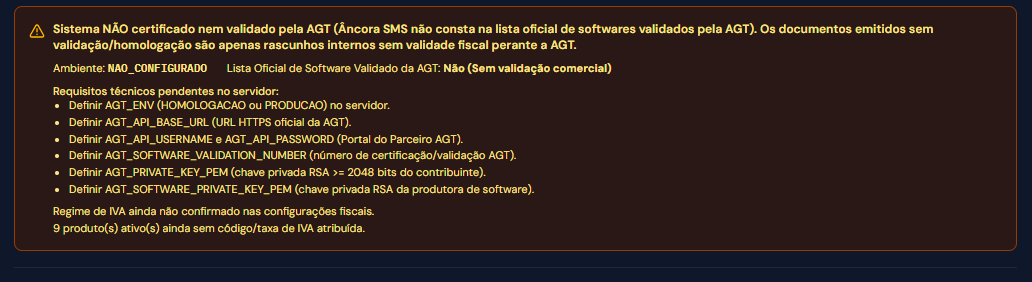 Sistema NÃO certificado nem validado pela AGT (Âncora SMS não consta na lista oficial de softwares validados pela AGT). Os documentos emitidos sem
validação/homologação são apenas rascunhos internos sem validade fiscal perante a AGT.
Ambiente: NAO_CONFIGURADO Lista Oficial de Software Validado da AGT: Não (Sem validação comercial)
Requisitos técnicos pendentes no servidor:
• Definir AGT_ENV (HOMOLOGACAO ou PRODUCAO) no servidor.
• Definir AGT_API_BASE_URL (URL HTTPS oficial da AGT).
• Definir AGT_API_USERNAME e AGT_API_PASSWORD (Portal do Parceiro AGT).
• Definir AGT_SOFTWARE_VALIDATION_NUMBER (número de certificação/validação AGT).
• Definir AGT_PRIVATE_KEY_PEM (chave privada RSA >= 2048 bits do contribuinte).
• Definir AGT_SOFTWARE_PRIVATE_KEY_PEM (chave privada RSA da produtora de software).
Regime de IVA ainda não confirmado nas configurações fiscais.
9 produto(s) ativo(s) ainda sem código/taxa de IVA atribuída.